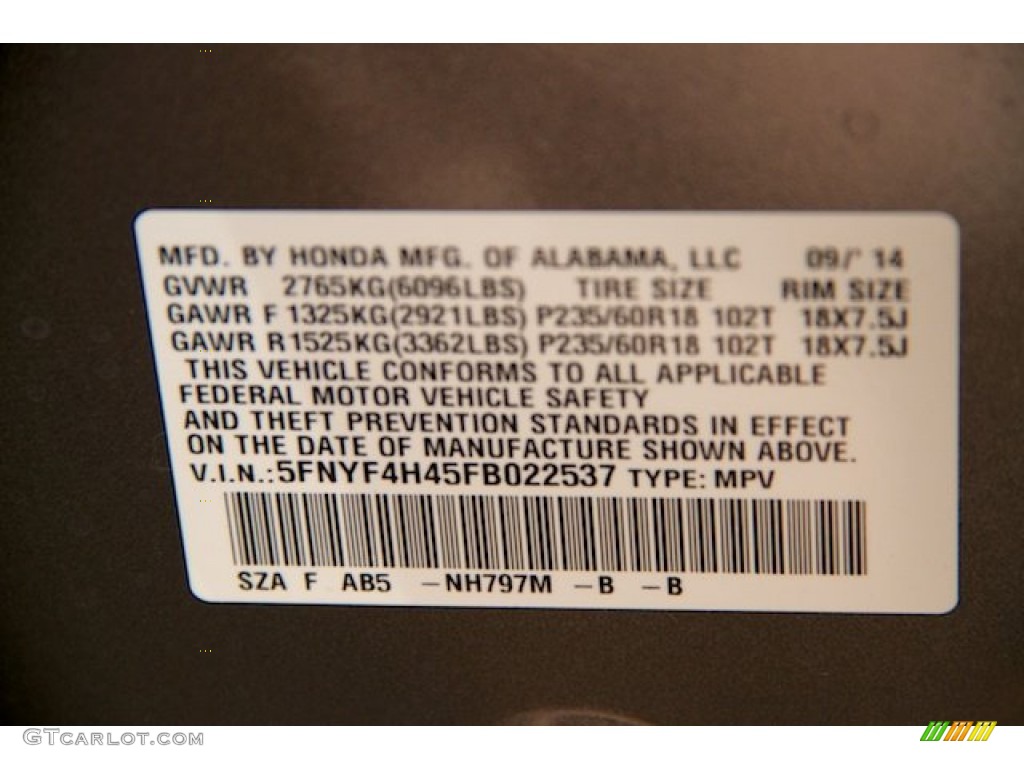 MFD. BY HONDA MFG. OF ALABAMA, LLC 09/' 14
GVWR 2765KG(6096LBS) TIRE SIZE RIM SIZE
GAWR F 1325KG(2921LBS) P235/60R18 102T 18X7.5J
GAWR R1525KG(3362LBS) P235/60R18 102T 18X7.5J
THIS VEHICLE CONFORMS TO ALL APPLICABLE
FEDERAL MOTOR VEHICLE SAFETY
AND THEFT PREVENTION STANDARDS IN EFFECT
ON THE DATE OF MANUFACTURE SHOWN ABOVE.
V.I.N.:5FNYF4H45FB022537 TYPE: MPV
SZA F AB5 –NH797M –B –B
GTCARLOT.COM